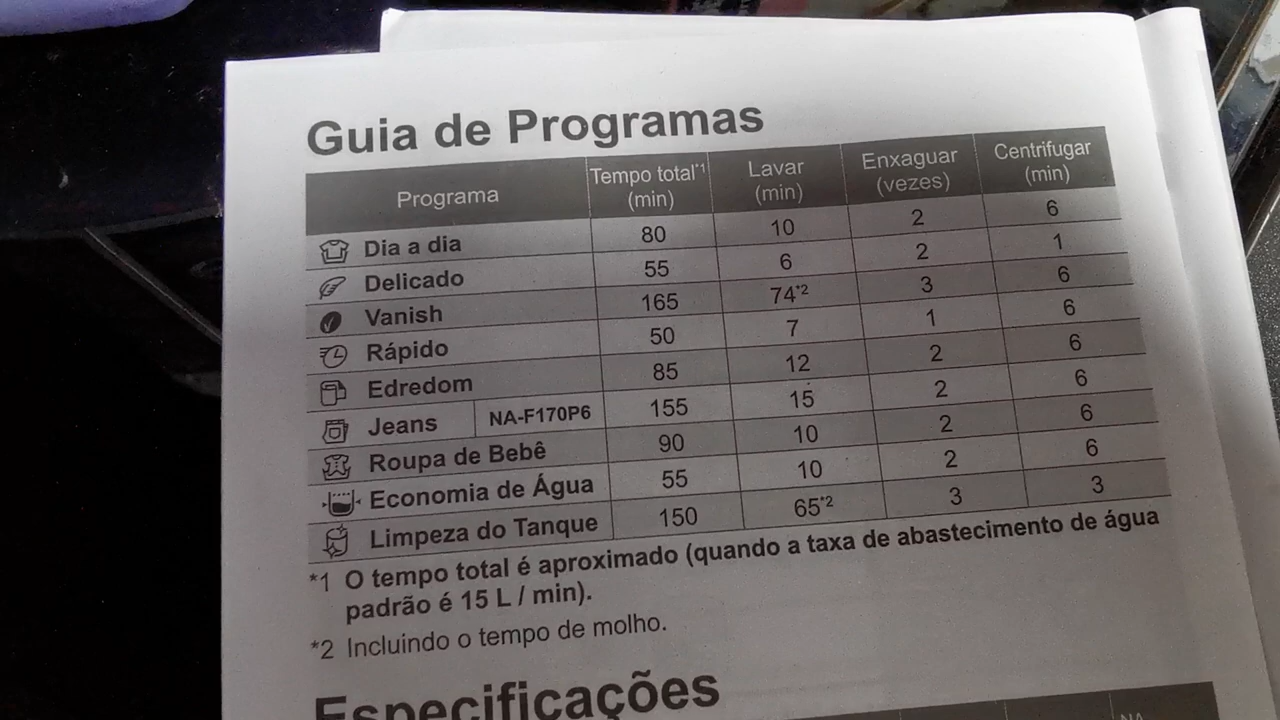 Guia de Programas
Programa Tempo total*1 (min) Lavar (min) Enxaguar (vezes) Centrifugar (min)
Dia a dia 80 10 2 6
Delicado 55 6 2 1
Vanish 165 74*2 3 6
Rápido 50 7 1 6
Edredom 85 12 2 6
Jeans NA-F170P6 155 15 2 6
Roupa de Bebê 90 10 2 6
Economia de Água 55 10 2 6
Limpeza do Tanque 150 65*2 3 3
*1 O tempo total é aproximado (quando a taxa de abastecimento de água
padrão é 15 L / min).
*2 Incluindo o tempo de molho.
Especificações
NA